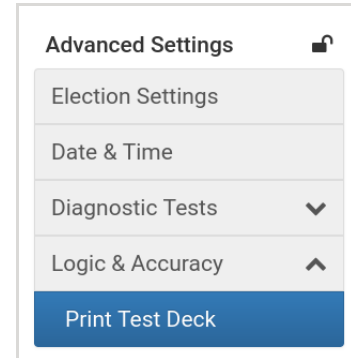 Advanced Settings
Election Settings
Date & Time
Diagnostic Tests
Logic & Accuracy
Print Test Deck